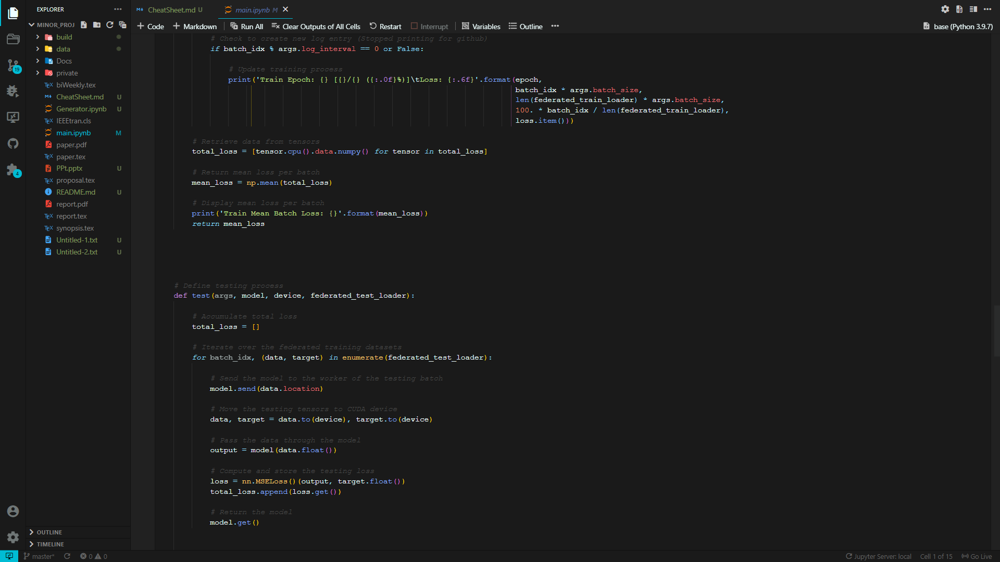 EXPLORER
CheatSheet.md U
main.ipynb M
MINOR_PROJ
Code
Markdown
Run All
Clear Outputs of All Cells
Restart
Interrupt
Variables
Outline
base (Python 3.9.7)
build
data
Docs
private
biWeekly.tex
CheatSheet.md U
Generator.ipynb U
IEEEtran.cls
main.ipynb M
paper.pdf
paper.tex
PPt.pptx U
proposal.tex
README.md U
report.pdf
report.tex
synopsis.tex
Untitled-1.txt U
Untitled-2.txt U
19
4
# Check to create new log entry (Stopped printing for github)
if batch_idx % args.log_interval == 0 or False:
# Update training process
print('Train Epoch: {} [{}/{} ({:.0f}%)]\tLoss: {:.6f}'.format(epoch,
batch_idx * args.batch_size,
len(federated_train_loader) * args.batch_size,
100. * batch_idx / len(federated_train_loader),
loss.item()))
# Retrieve data from tensors
total_loss = [tensor.cpu().data.numpy() for tensor in total_loss]
# Return mean loss per batch
mean_loss = np.mean(total_loss)
# Display mean loss per batch
print('Train Mean Batch Loss: {}'.format(mean_loss))
return mean_loss
# Define testing process
def test(args, model, device, federated_test_loader):
# Accumulate total loss
total_loss = []
# Iterate over the federated training datasets
for batch_idx, (data, target) in enumerate(federated_test_loader):
# Send the model to the worker of the testing batch
model.send(data.location)
# Move the testing tensors to CUDA device
data, target = data.to(device), target.to(device)
# Pass the data through the model
output = model(data.float())
# Compute and store the testing loss
loss = nn.MSELoss()(output, target.float())
total_loss.append(loss.get())
# Return the model
model.get()
OUTLINE
TIMELINE
master*
0 0
Jupyter Server: local
Cell 1 of 15
Go Live